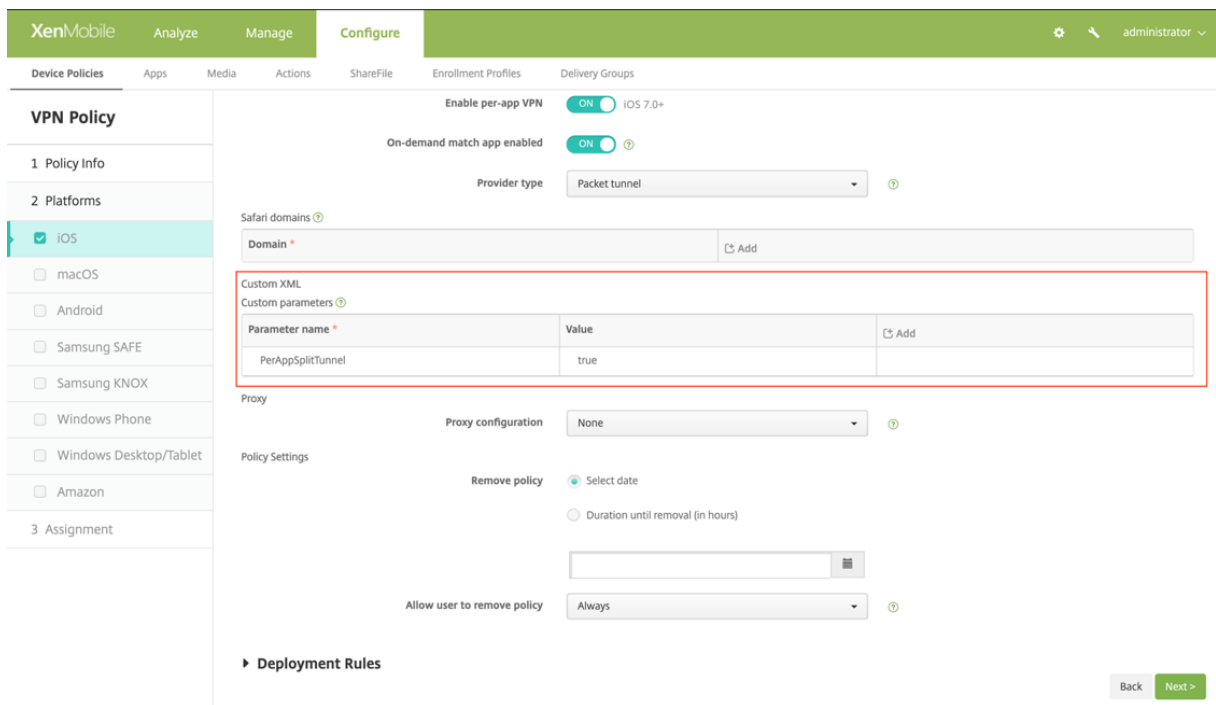 XenMobile Analyze Manage Configure administrator
Device Policies Apps Media Actions ShareFile Enrollment Profiles Delivery Groups
VPN Policy
1 Policy Info
2 Platforms
iOS
macOS
Android
Samsung SAFE
Samsung KNOX
Windows Phone
Windows Desktop/Tablet
Amazon
3 Assignment
Enable per-app VPN ON iOS 7.0+
On-demand match app enabled ON ?
Provider type Packet tunnel ?
Safari domains ?
Domain * Add
Custom XML
Custom parameters ?
Parameter name * Value Add
PerAppSplitTunnel true
Proxy
Proxy configuration None ?
Policy Settings
Remove policy Select date
Duration until removal (in hours)
Allow user to remove policy Always ?
Deployment Rules
Back Next >